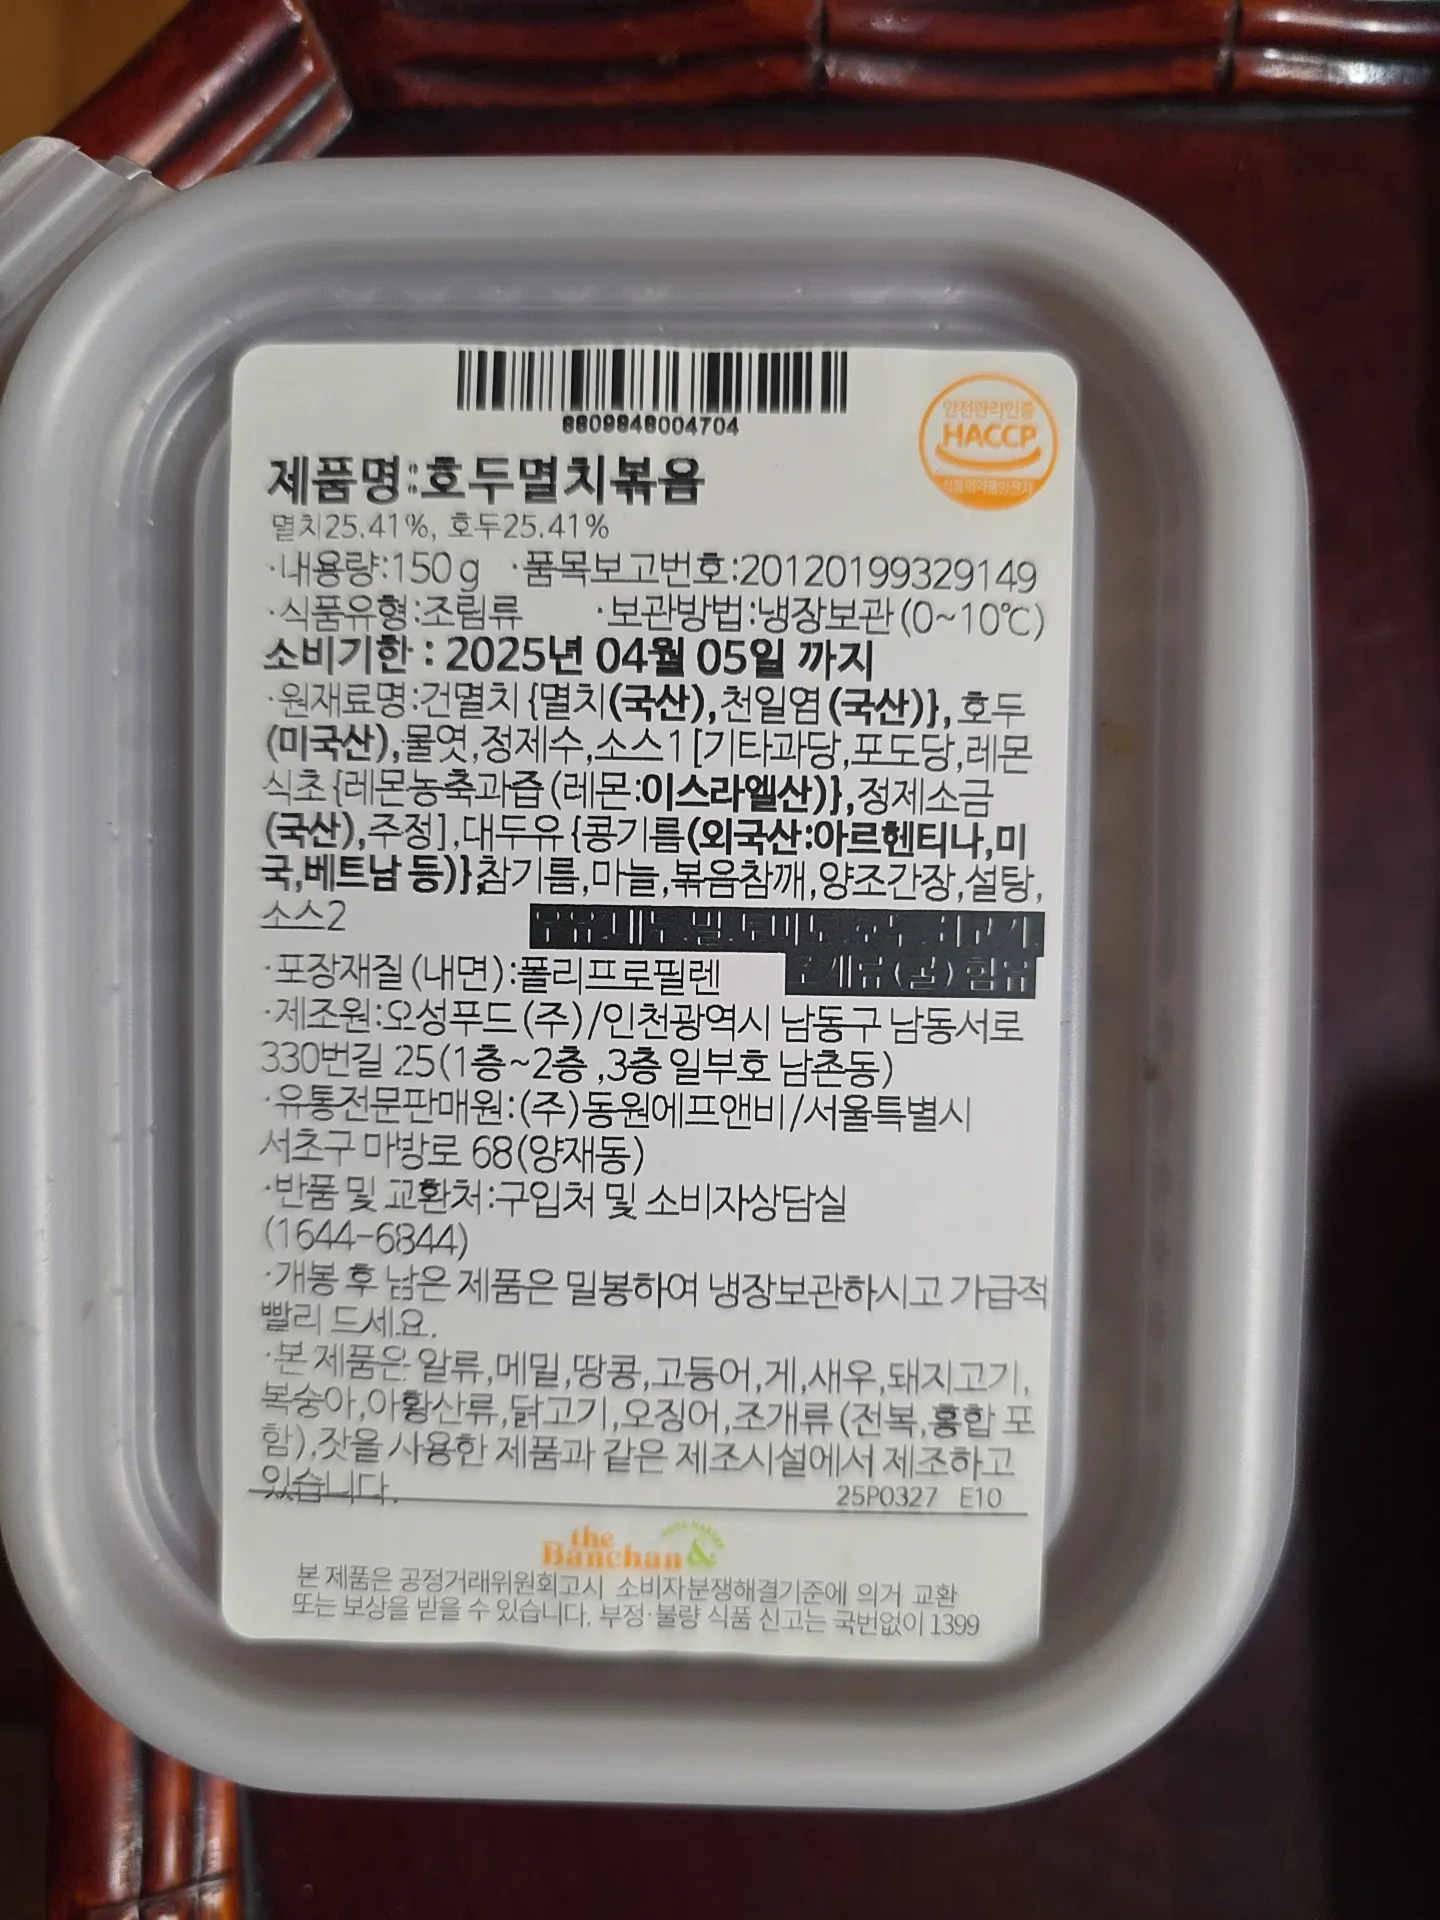 8809848004704
안전관리인증
HACCP
제품명:호두멸치볶음
멸치25.41%, 호두25.41%
·내용량:150g ·품목보고번호:20120199329149
·식품유형:조림류 ·보관방법:냉장보관(0~10℃)
소비기한 : 2025년 04월 05일 까지
·원재료명:건멸치{멸치(국산),천일염(국산)},호두
(미국산),물엿,정제수,소스1[기타과당,포도당,레몬
식초{레몬농축과즙(레몬:이스라엘산)},정제소금
(국산),주정],대두유{콩기름(외국산:아르헨티나,미
국,베트남 등)},참기름,마늘,볶음참깨,양조간장,설탕,
소스2
조개류(굴) 함유
·포장재질(내면):폴리프로필렌
·제조원:오성푸드(주)/인천광역시 남동구 남동서로
330번길 25(1층~2층 ,3층 일부호 남촌동)
·유통전문판매원:(주)동원에프앤비/서울특별시
서초구 마방로 68(양재동)
·반품 및 교환처:구입처 및 소비자상담실
(1644-6844)
·개봉 후 남은 제품은 밀봉하여 냉장보관하시고 가급적
빨리 드세요.
·본 제품은 알류,메밀,땅콩,고등어,게,새우,돼지고기,
복숭아,아황산류,닭고기,오징어,조개류(전복,홍합 포
함),잣을 사용한 제품과 같은 제조시설에서 제조하고
있습니다.
25P0327 E10
the
Banchan&
본 제품은 공정거래위원회고시 소비자분쟁해결기준에 의거 교환
또는 보상을 받을 수 있습니다. 부정·불량 식품 신고는 국번없이 1399